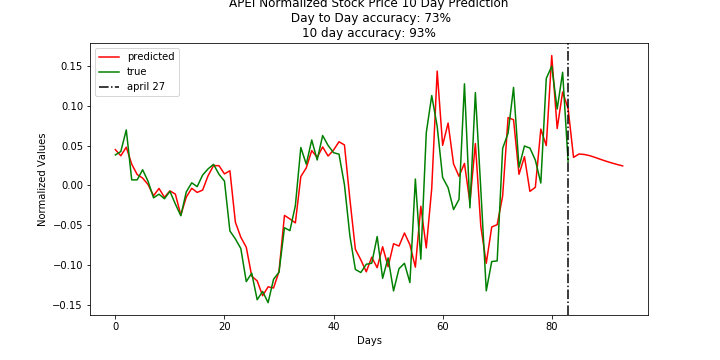 APEI Normalized Stock Price 10 Day Prediction
Day to Day accuracy: 73%
10 day accuracy: 93%
predicted
true
april 27
Normalized Values
0.15
0.10
0.05
0.00
−0.05
−0.10
−0.15
0 20 40 60 80
Days